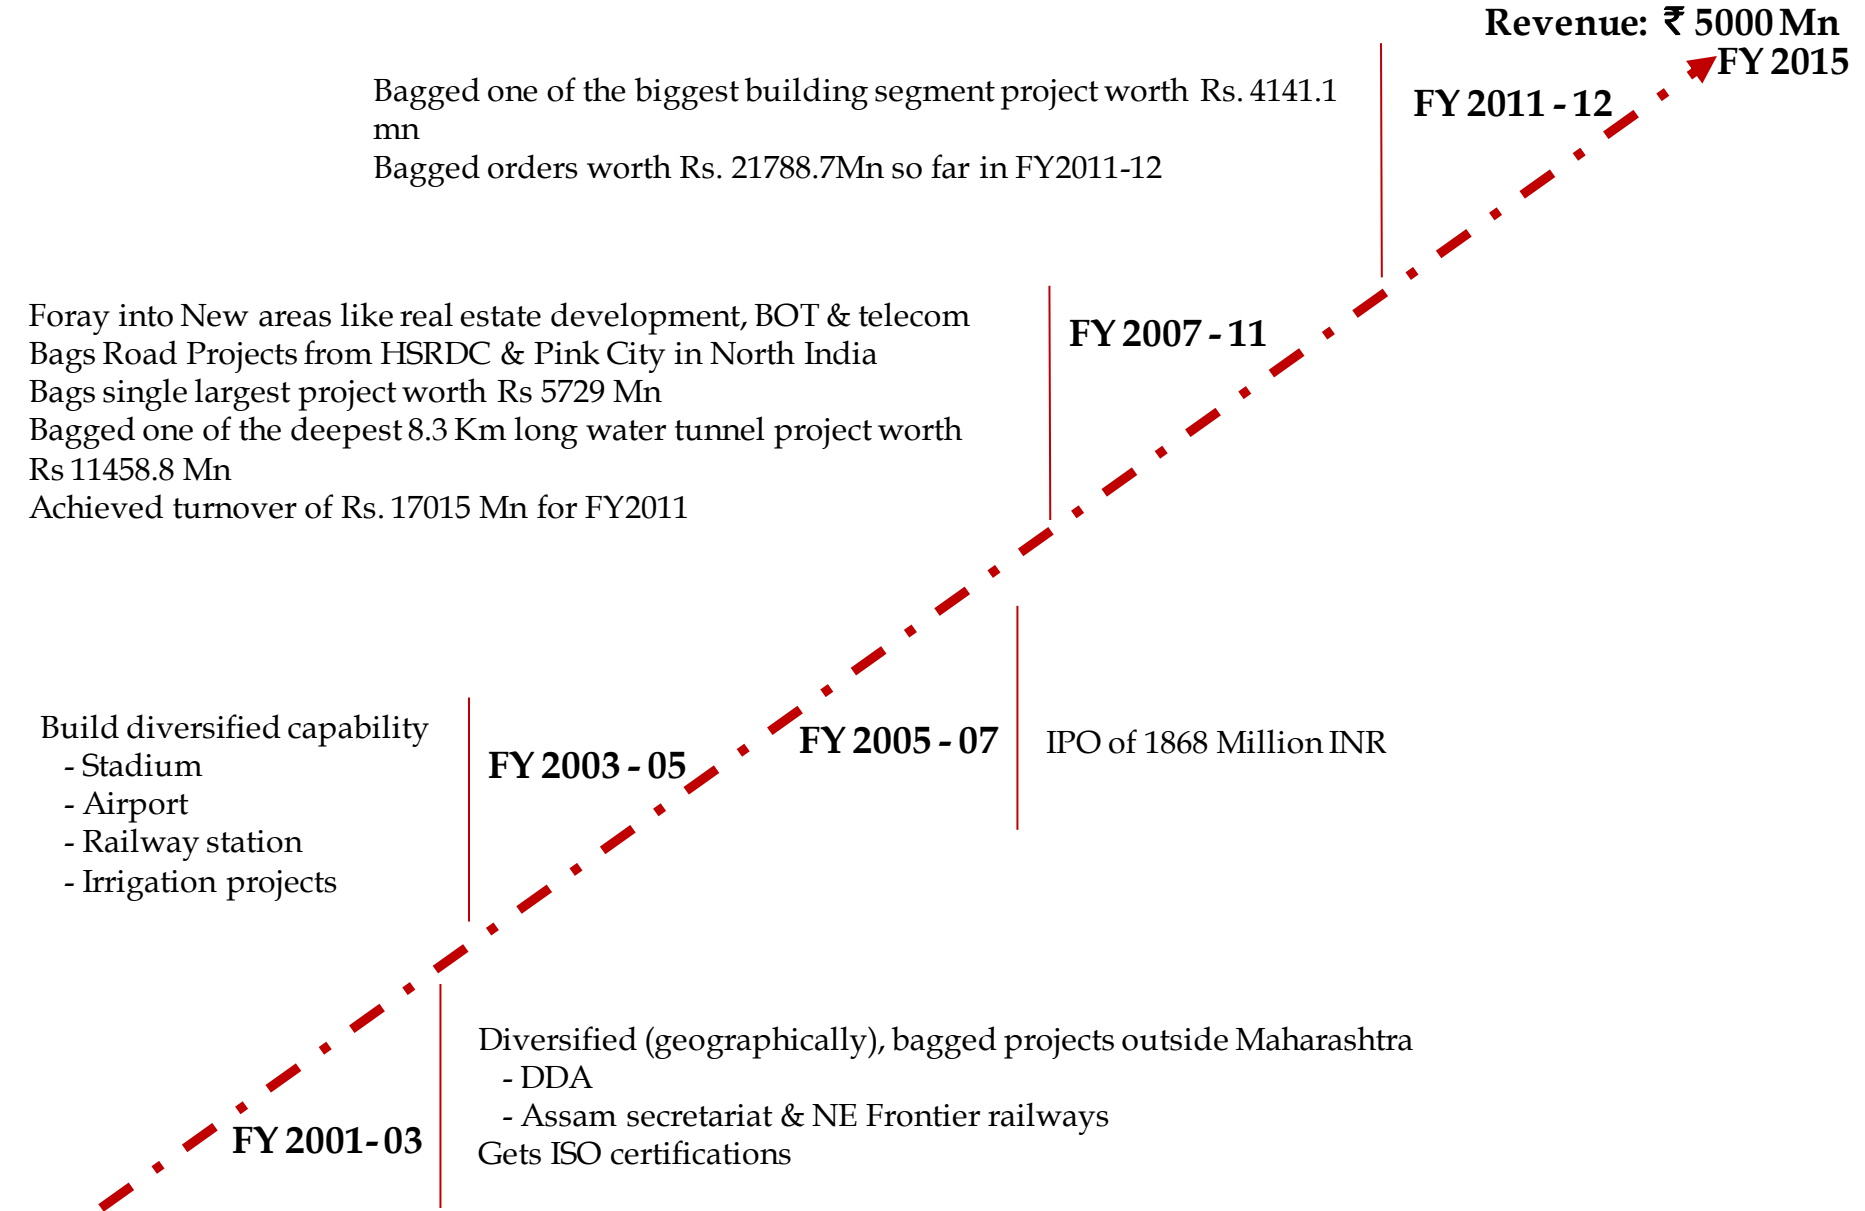 Revenue: ₹ 5000 Mn
FY 2015
Bagged one of the biggest building segment project worth Rs. 4141.1
mn
Bagged orders worth Rs. 21788.7Mn so far in FY2011-12
FY 2011 - 12
Foray into New areas like real estate development, BOT & telecom
Bags Road Projects from HSRDC & Pink City in North India
Bags single largest project worth Rs 5729 Mn
Bagged one of the deepest 8.3 Km long water tunnel project worth
Rs 11458.8 Mn
Achieved turnover of Rs. 17015 Mn for FY2011
FY 2007 - 11
Build diversified capability
- Stadium
- Airport
- Railway station
- Irrigation projects
FY 2003 - 05
FY 2005 - 07
IPO of 1868 Million INR
FY 2001- 03
Diversified (geographically), bagged projects outside Maharashtra
- DDA
- Assam secretariat & NE Frontier railways
Gets ISO certifications